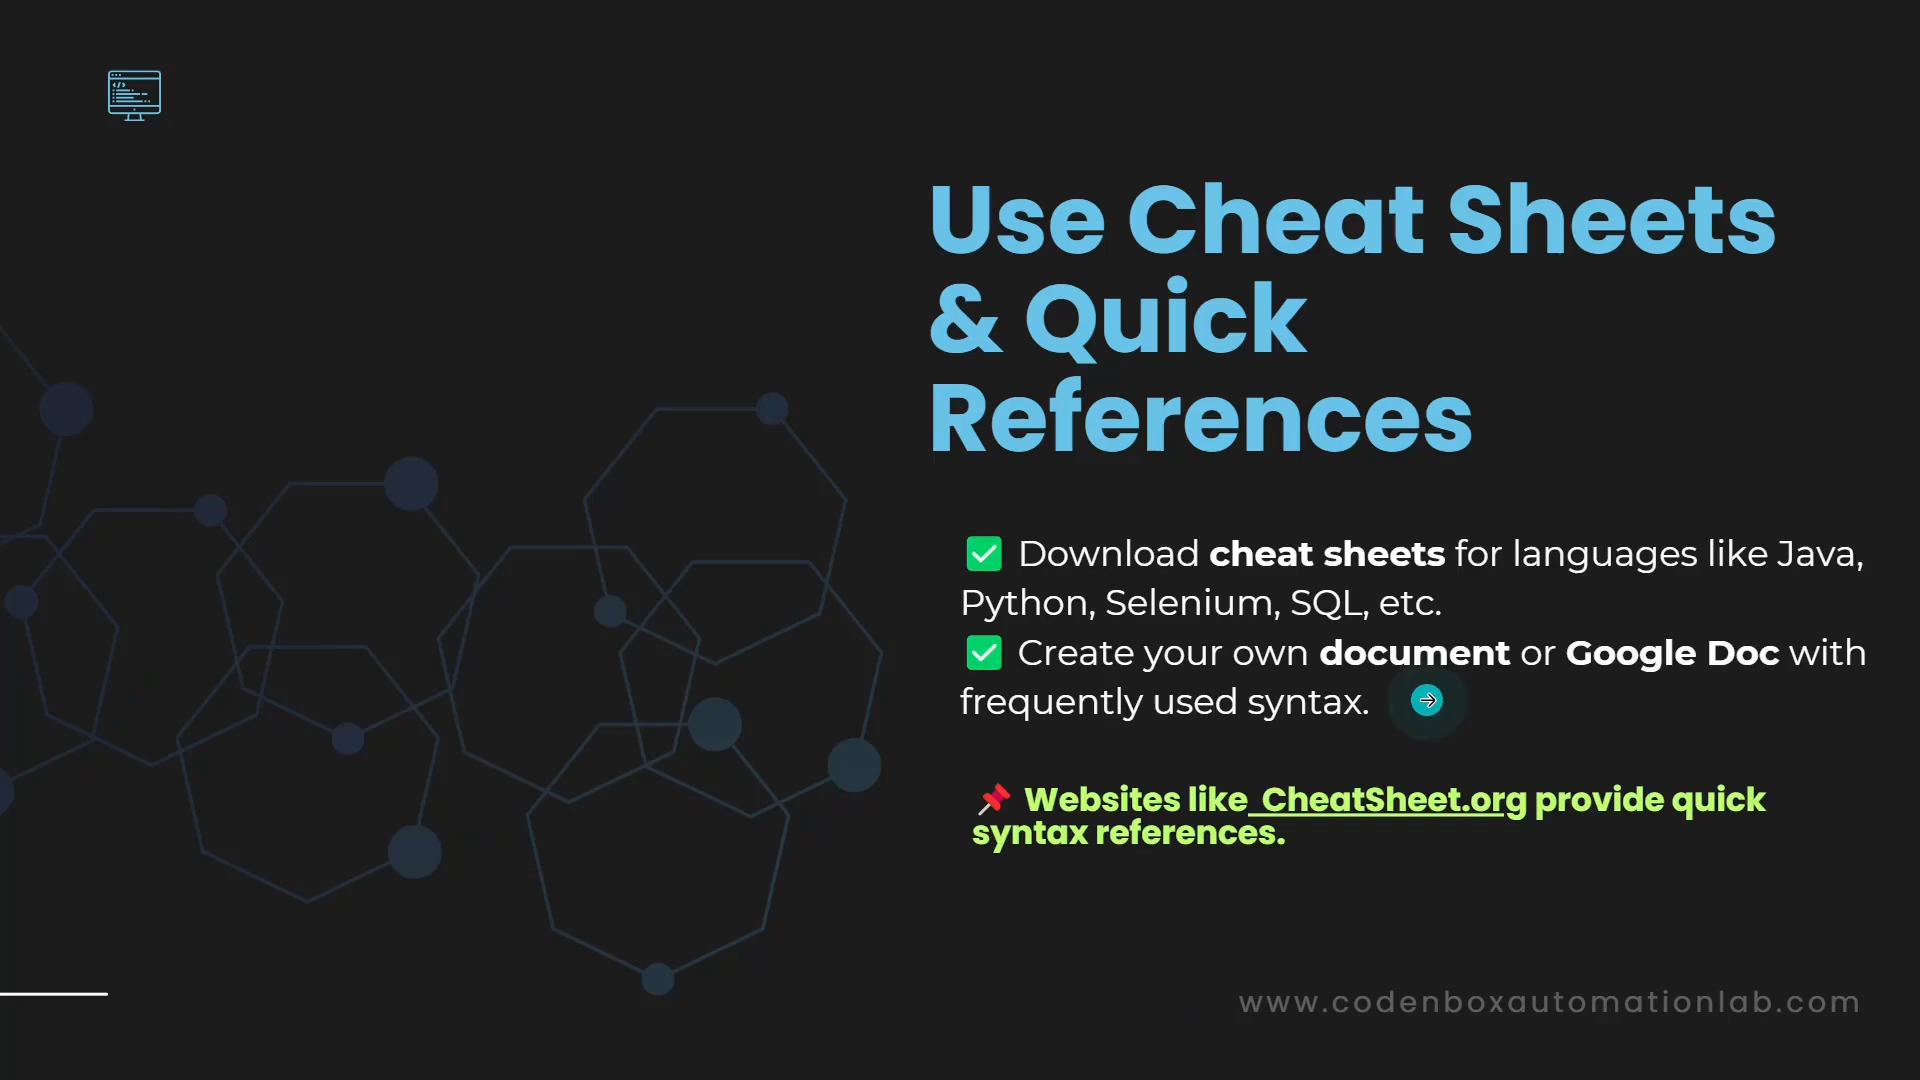 Use Cheat Sheets
& Quick
References
✅ Download cheat sheets for languages like Java,
Python, Selenium, SQL, etc.
✅ Create your own document or Google Doc with
frequently used syntax.
📌 Websites like CheatSheet.org provide quick
syntax references.
www.codenboxautomationlab.com